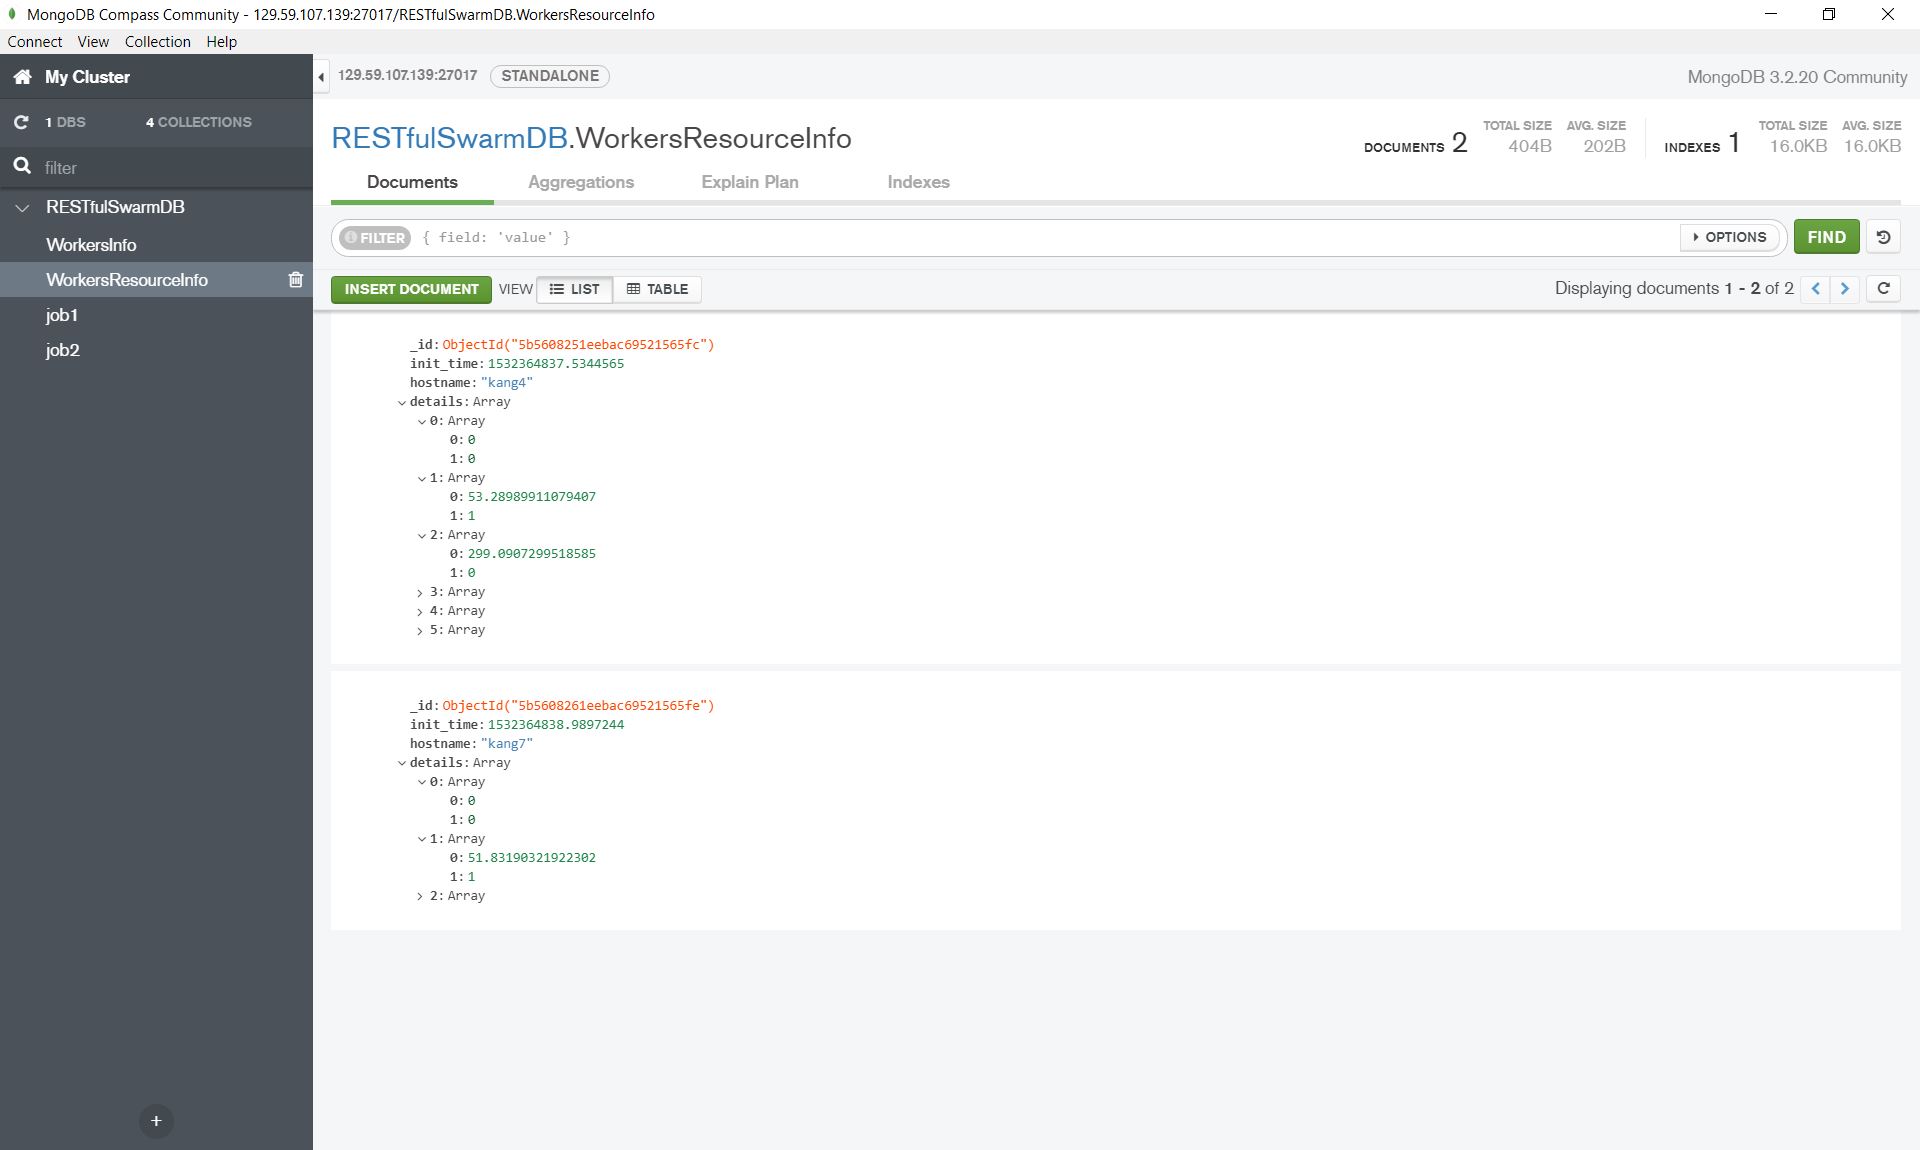 MongoDB Compass Community - 129.59.107.139:27017/RESTfulSwarmDB.WorkersResourceInfo
Connect View Collection Help
My Cluster
129.59.107.139:27017 STANDALONE
MongoDB 3.2.20 Community
1 DBS 4 COLLECTIONS
filter
RESTfulSwarmDB
WorkersInfo
WorkersResourceInfo
job1
job2
+
RESTfulSwarmDB.WorkersResourceInfo
DOCUMENTS 2 TOTAL SIZE 404B AVG. SIZE 202B INDEXES 1 TOTAL SIZE 16.0KB AVG. SIZE 16.0KB
Documents Aggregations Explain Plan Indexes
FILTER { field: 'value' } OPTIONS FIND
INSERT DOCUMENT VIEW LIST TABLE Displaying documents 1 - 2 of 2
_id: ObjectId("5b5608251eebac69521565fc")
init_time: 1532364837.5344565
hostname: "kang4"
details: Array
0: Array
0: 0
1: 0
1: Array
0: 53.28989911079407
1: 1
2: Array
0: 299.0907299518585
1: 0
3: Array
4: Array
5: Array
_id: ObjectId("5b5608261eebac69521565fe")
init_time: 1532364838.9897244
hostname: "kang7"
details: Array
0: Array
0: 0
1: 0
1: Array
0: 51.83190321922302
1: 1
2: Array